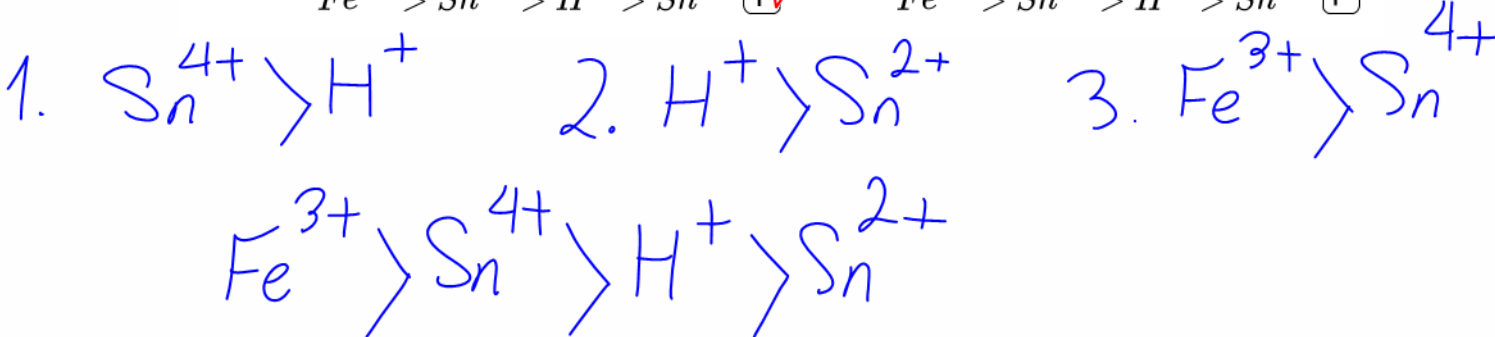 1. Sn⁴⁺ > H⁺ 2. H⁺ > Sn²⁺ 3. Fe³⁺ > Sn⁴⁺
Fe³⁺ > Sn⁴⁺ > H⁺ > Sn²⁺